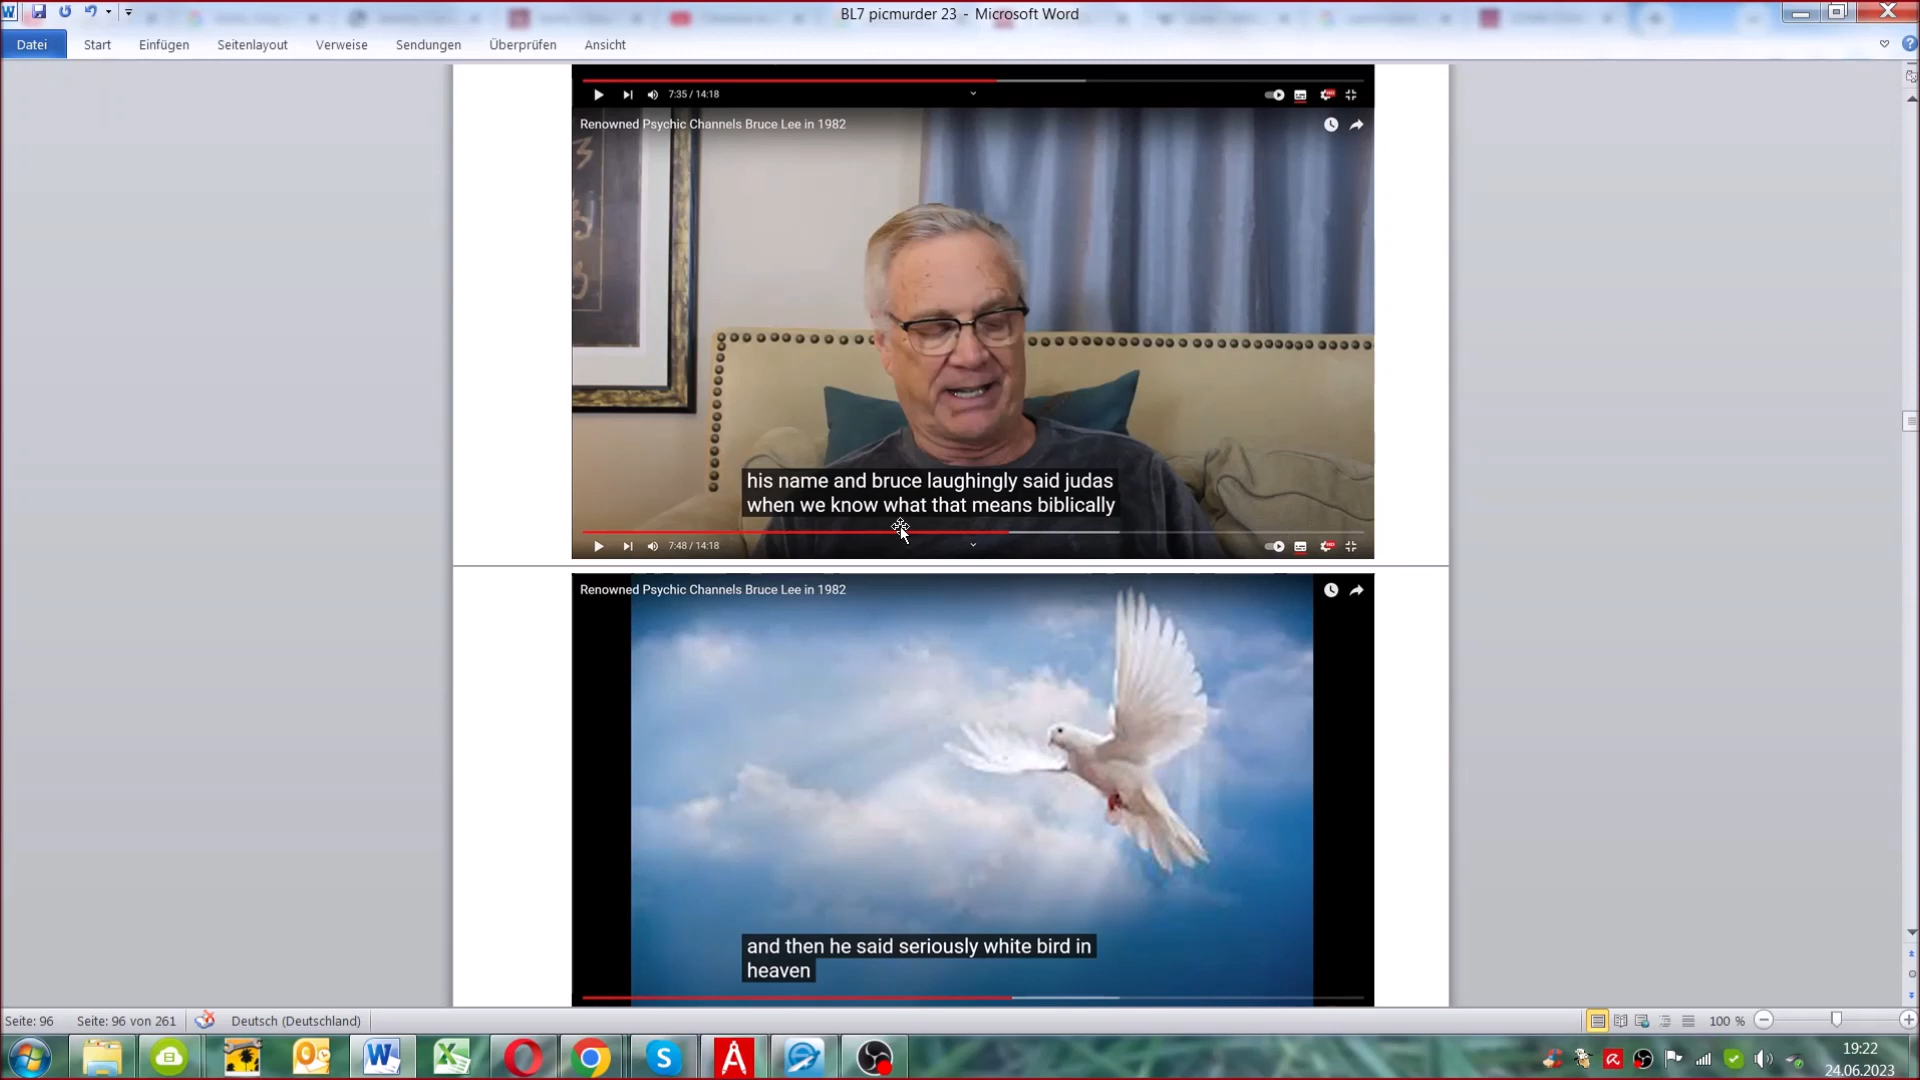 BL7 picmurder 23 - Microsoft Word
Datei Start Einfügen Seitenlayout Verweise Sendungen Überprüfen Ansicht
7:35 / 14:18
Renowned Psychic Channels Bruce Lee in 1982
his name and bruce laughingly said judas
when we know what that means biblically
7:48 / 14:18
Renowned Psychic Channels Bruce Lee in 1982
and then he said seriously white bird in
heaven
Seite: 96 Seite: 96 von 261 Deutsch (Deutschland) 100 %
19:22
24.06.2023